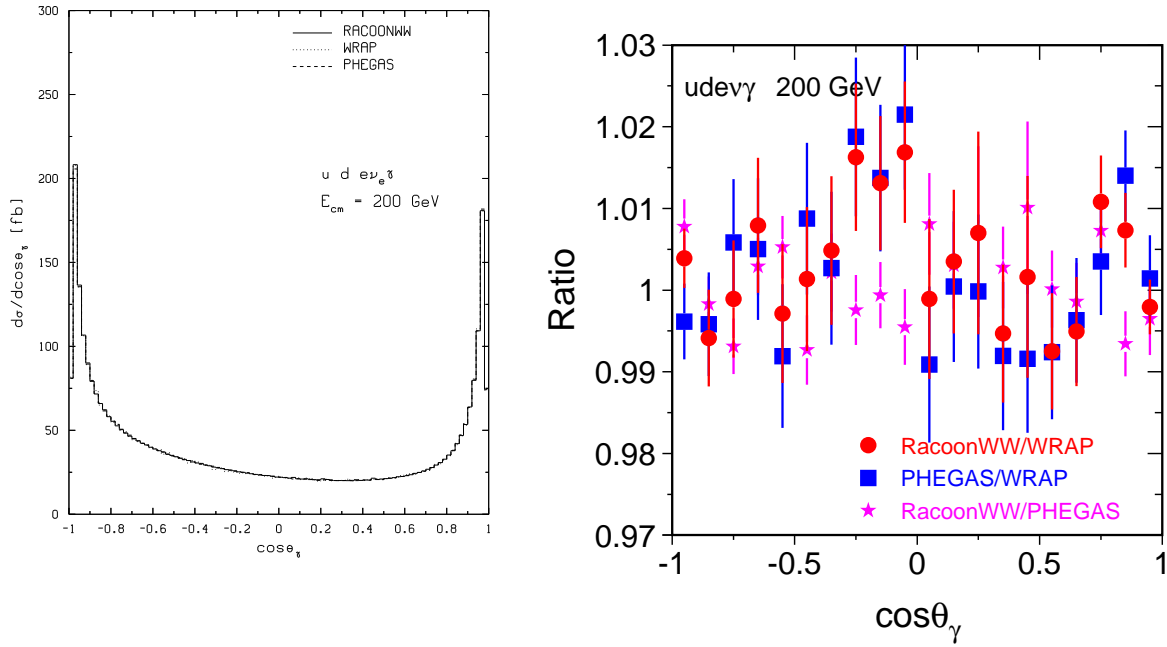 300
250
200
150
100
50
0
-1
-0.8
-0.6
-0.4
-0.2
0
0.2
0.4
0.6
0.8
1
dσ/dcosθγ [fb]
cosθγ
RACOONWW
WRAP
PHEGAS
u d eνeγ
Ecm = 200 GeV
1.03
1.02
1.01
1
0.99
0.98
0.97
-1
-0.5
0
0.5
1
Ratio
cosθγ
udeνγ 200 GeV
RacoonWW/WRAP
PHEGAS/WRAP
RacoonWW/PHEGAS